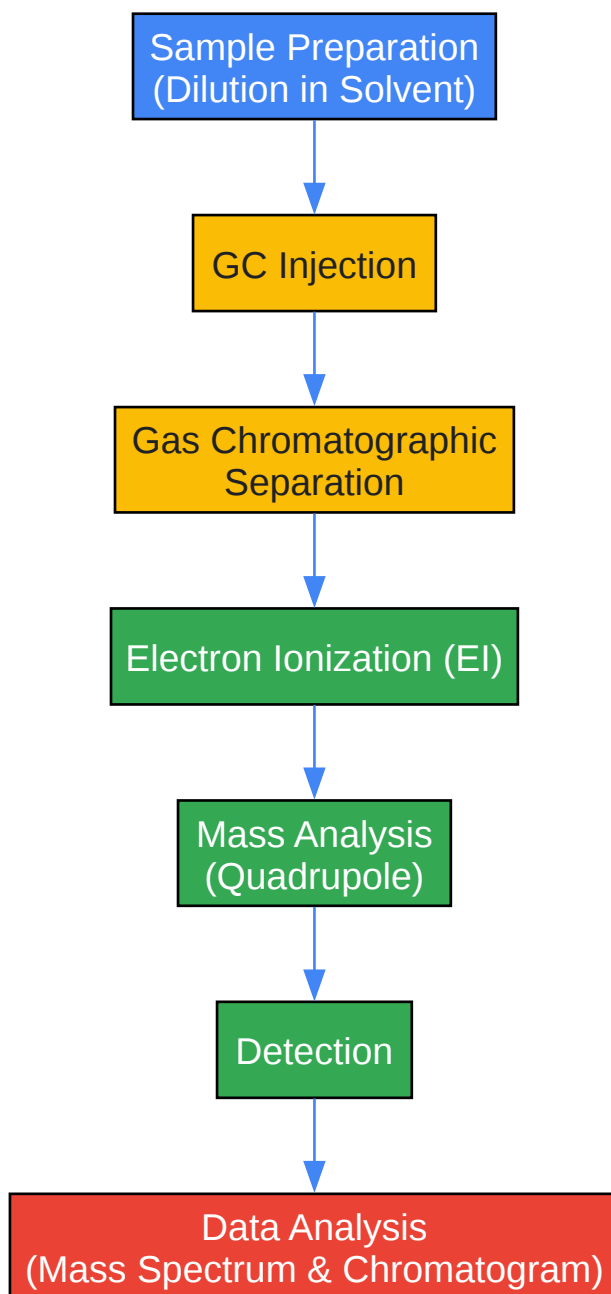 Sample Preparation
(Dilution in Solvent)
GC Injection
Gas Chromatographic
Separation
Electron Ionization (EI)
Mass Analysis
(Quadrupole)
Detection
Data Analysis
(Mass Spectrum & Chromatogram)